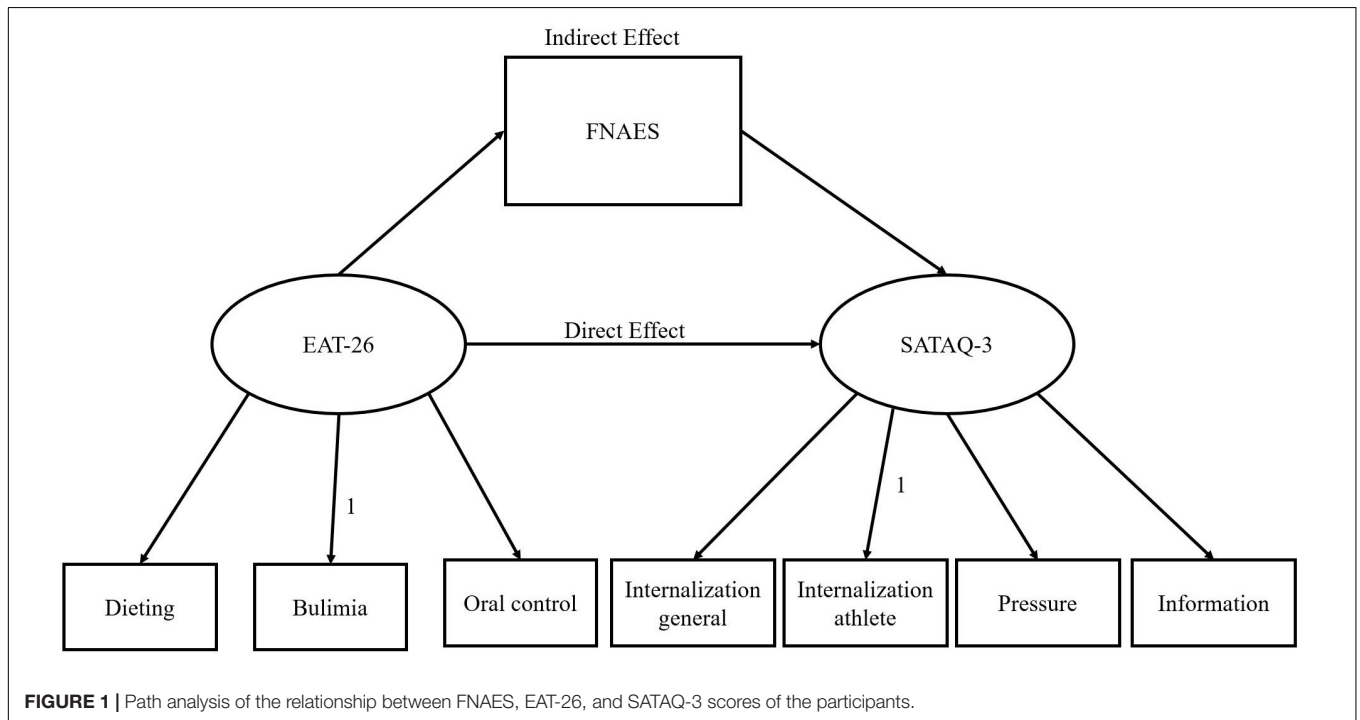 Indirect Effect
FNAES
EAT-26
Direct Effect
SATAQ-3
1
1
Dieting
Bulimia
Oral control
Internalization
general
Internalization
athlete
Pressure
Information
FIGURE 1 | Path analysis of the relationship between FNAES, EAT-26, and SATAQ-3 scores of the participants.